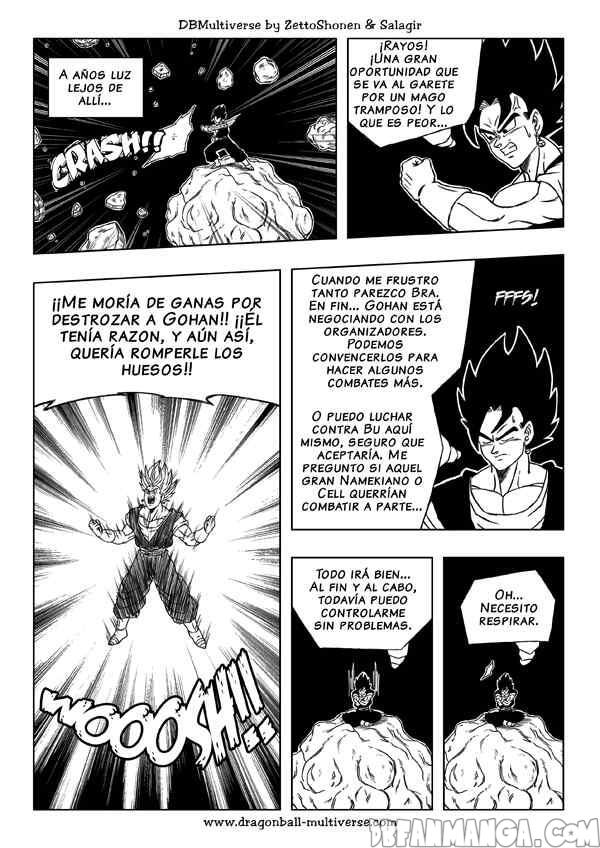 DBMultiverse by ZettoShonen & Salagir
A años luz
lejos de
allí...
CRASH!!
¡Rayos!
¡Una gran
oportunidad que
se va al garete
por un mago
tramposo! Y lo
que es peor...
¡¡Me moría de ganas por
destrozar a Gohan!! ¡¡Él
tenía razon, y aún así,
quería romperle los
huesos!!
WOOOSH!!
Cuando me frustro
tanto parezco Bra.
En fin... Gohan está
negociando con los
organizadores.
Podemos
convencerlos para
hacer algunos
combates más.
O puedo luchar
contra Bu aquí
mismo, seguro que
aceptaría. Me
pregunto si aquel
gran Namekiano o
Cell querrían
combatir a parte...
FFFS!
Todo irá bien...
Al fin y al cabo,
todavía puedo
controlarme
sin problemas.
Oh...
Necesito
respirar.
www.dragonball-multiverse.com
DBFANMANGA.COM